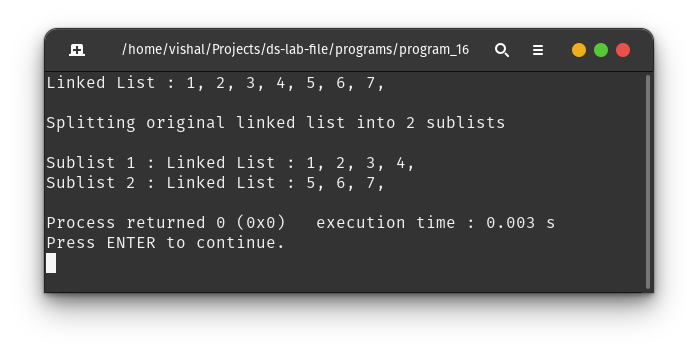 /home/vishal/Projects/ds-lab-file/programs/program_16
Linked List : 1, 2, 3, 4, 5, 6, 7,
Splitting original linked list into 2 sublists
Sublist 1 : Linked List : 1, 2, 3, 4,
Sublist 2 : Linked List : 5, 6, 7,
Process returned 0 (0x0)   execution time : 0.003 s
Press ENTER to continue.